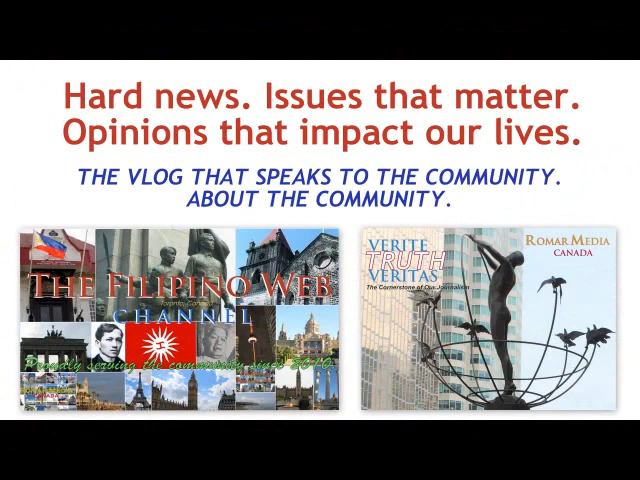 Hard news. Issues that matter.
Opinions that impact our lives.
THE VLOG THAT SPEAKS TO THE COMMUNITY.
ABOUT THE COMMUNITY.
THE FILIPINO WEB
Toronto, Canada
CHANNEL
Proudly serving the community since 2010
CANADA
VERITE
TRUTH
VERITAS
The Cornerstone of Our Journalism
ROMAR MEDIA
CANADA